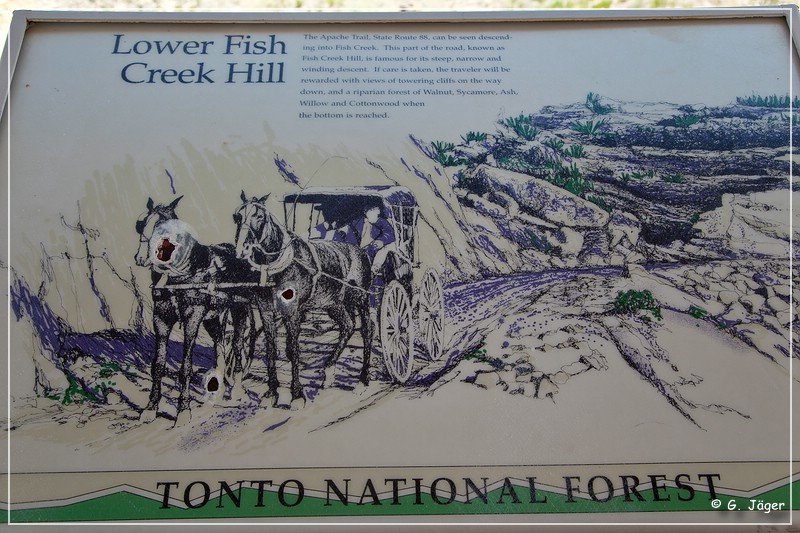 Lower Fish
Creek Hill
The Apache Trail, State Route 88, can be seen descend-
ing into Fish Creek. This part of the road, known as
Fish Creek Hill, is famous for its steep, narrow and
winding descent. If care is taken, the traveler will be
rewarded with views of towering cliffs on the way
down, and a riparian forest of Walnut, Sycamore, Ash,
Willow and Cottonwood when
the bottom is reached.
TONTO NATIONAL FOREST
© G. Jäger